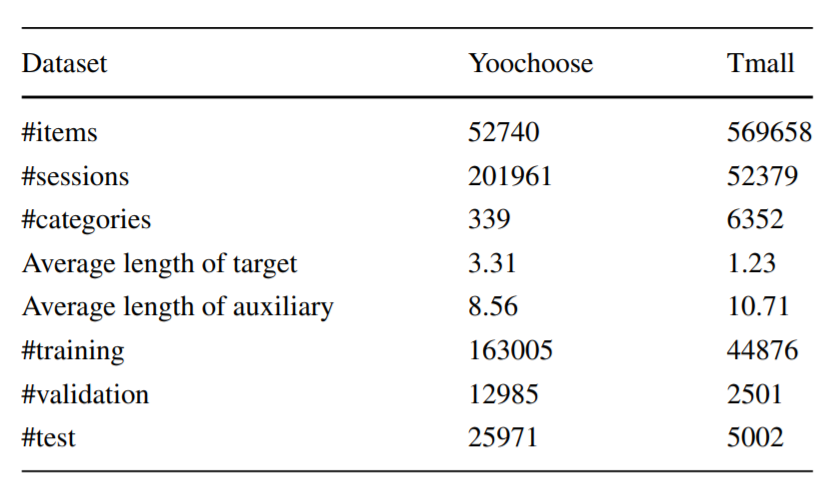 Dataset Yoochoose Tmall
#items 52740 569658
#sessions 201961 52379
#categories 339 6352
Average length of target 3.31 1.23
Average length of auxiliary 8.56 10.71
#training 163005 44876
#validation 12985 2501
#test 25971 5002